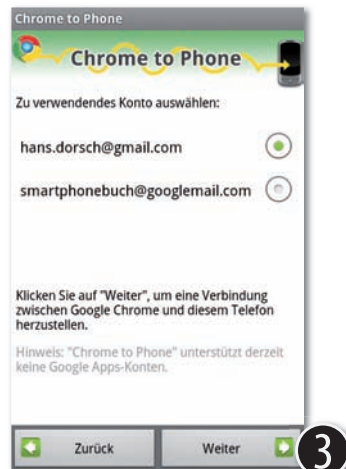 Chrome to Phone
Chrome to Phone
Zu verwendendes Konto auswählen:
hans.dorsch@gmail.com
smartphonebuch@googlemail.com
Klicken Sie auf "Weiter", um eine Verbindung
zwischen Google Chrome und diesem Telefon
herzustellen.
Hinweis: "Chrome to Phone" unterstützt derzeit
keine Google Apps-Konten.
Zurück Weiter 3